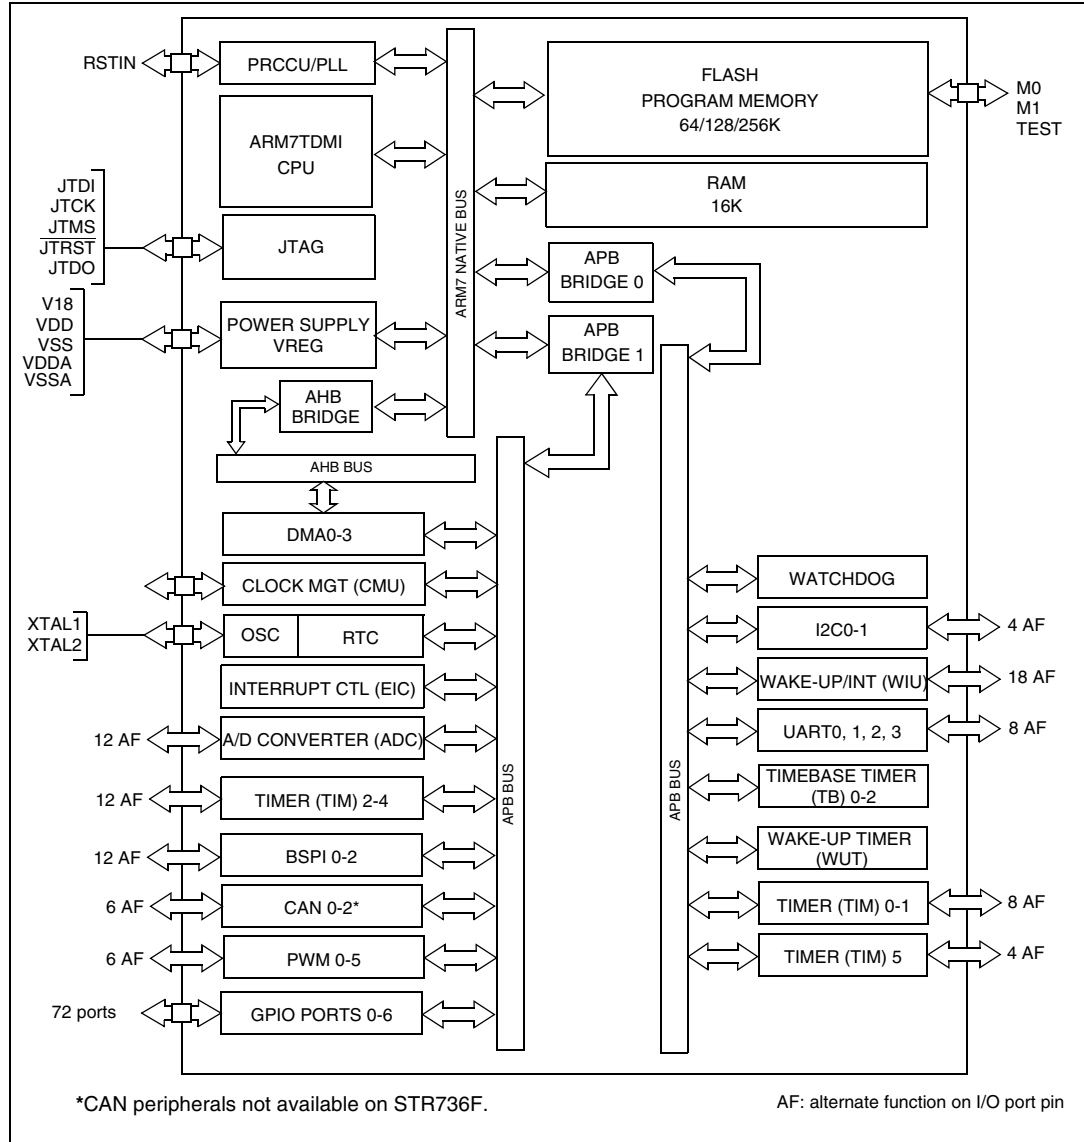 RSTIN
PRCCU/PLL
FLASH
PROGRAM MEMORY
64/128/256K
M0
M1
TEST
ARM7TDMI
CPU
RAM
16K
JTDI
JTCK
JTMS
JTRST
JTDO
JTAG
ARM7 NATIVE BUS
APB
BRIDGE 0
V18
VDD
VSS
VDDA
VSSA
POWER SUPPLY
VREG
APB
BRIDGE 1
AHB
BRIDGE
AHB BUS
DMA0-3
CLOCK MGT (CMU)
XTAL1
XTAL2
OSC
RTC
INTERRUPT CTL (EIC)
12 AF
A/D CONVERTER (ADC)
12 AF
TIMER (TIM) 2-4
12 AF
BSPI 0-2
6 AF
CAN 0-2*
6 AF
PWM 0-5
72 ports
GPIO PORTS 0-6
APB BUS
APB BUS
WATCHDOG
I2C0-1
4 AF
WAKE-UP/INT (WIU)
18 AF
UART0, 1, 2, 3
8 AF
TIMEBASE TIMER
(TB) 0-2
WAKE-UP TIMER
(WUT)
TIMER (TIM) 0-1
8 AF
TIMER (TIM) 5
4 AF
*CAN peripherals not available on STR736F.
AF: alternate function on I/O port pin